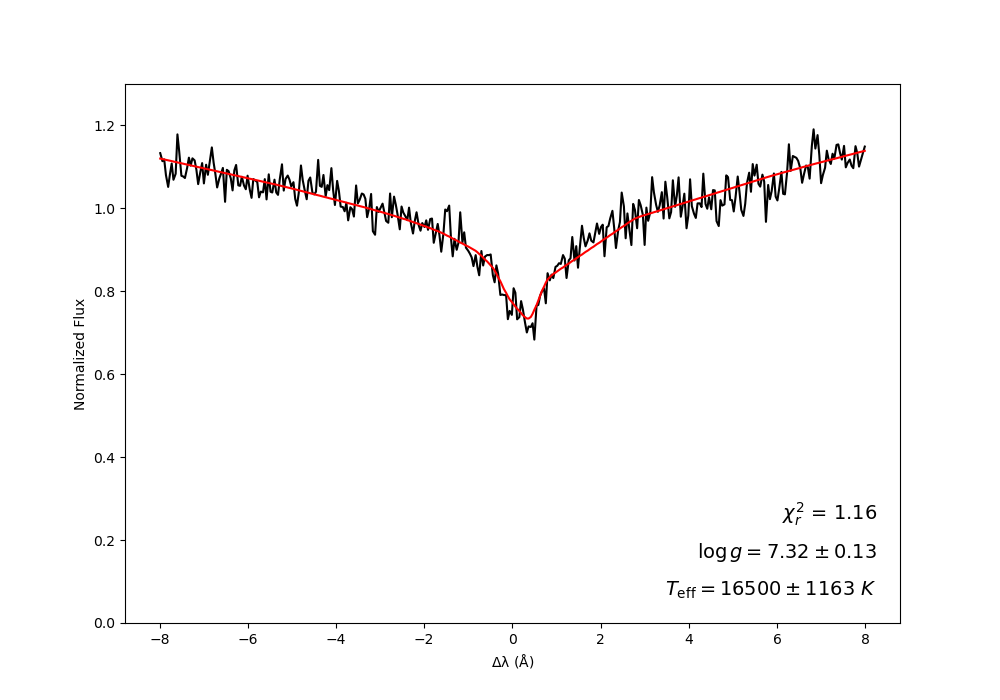 1.2
1.0
0.8
0.6
0.4
0.2
0.0
Normalized Flux
χ²ᵣ = 1.16
log g = 7.32 ± 0.13
T_eff = 16500 ± 1163 K
−8 −6 −4 −2 0 2 4 6 8
Δλ (Å)